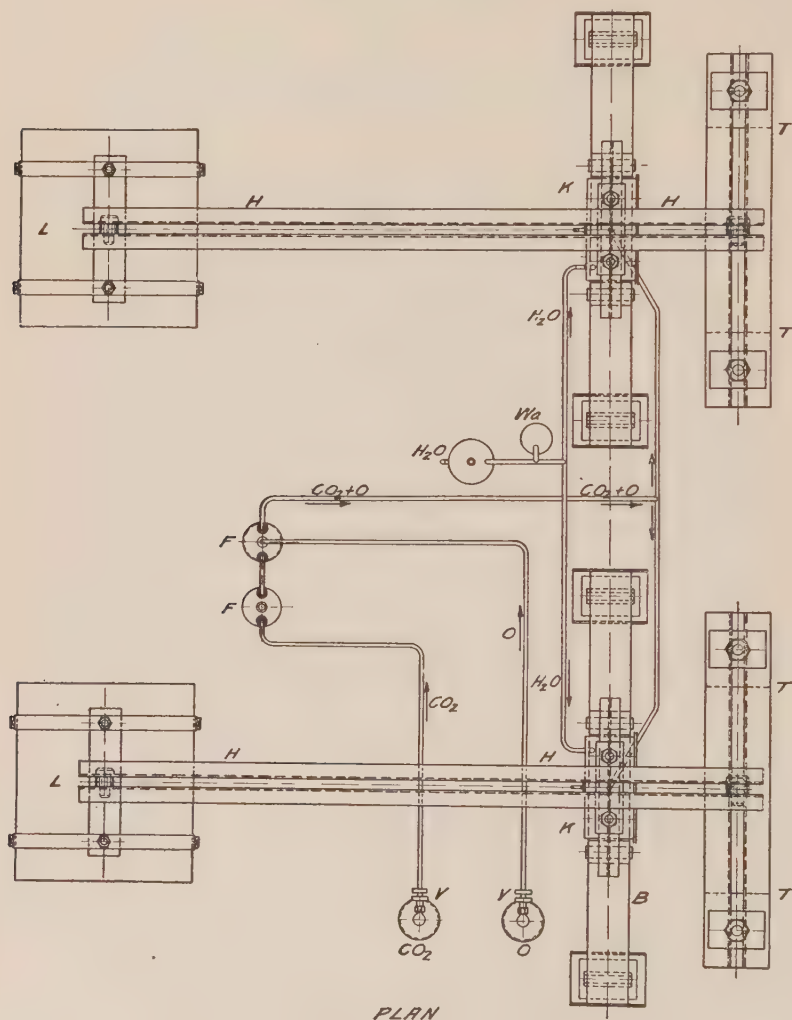 T
K
H
H
L
T
H₂O
Wa
H₂O
CO₂+O
CO₂+O
F
F
O
H₂O
CO₂
T
H
H
L
K
T
V
V
B
CO₂
O
PLAN